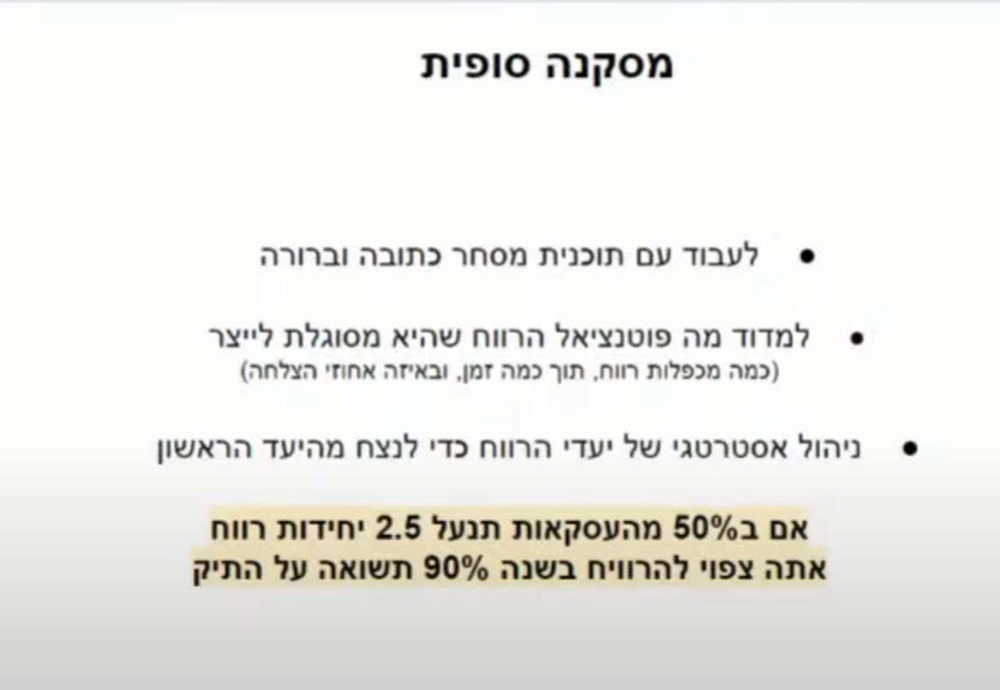 מסקנה סופית
• לעבוד עם תוכנית מסחר כתובה וברורה
• למדוד מה פוטנציאל הרווח שהיא מסוגלת לייצר
(כמה מכפלות רווח, תוך כמה זמן, ובאיזה אחוזי הצלחה)
• ניהול אסטרטגי של יעדי הרווח כדי לנצח מהיעד הראשון
אם ב50% מהעסקאות תנעל 2.5 יחידות רווח
אתה צפוי להרוויח בשנה 90% תשואה על התיק